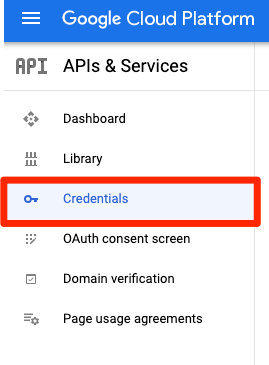 Google Cloud Platform
API APIs & Services
Dashboard
Library
Credentials
OAuth consent screen
Domain verification
Page usage agreements